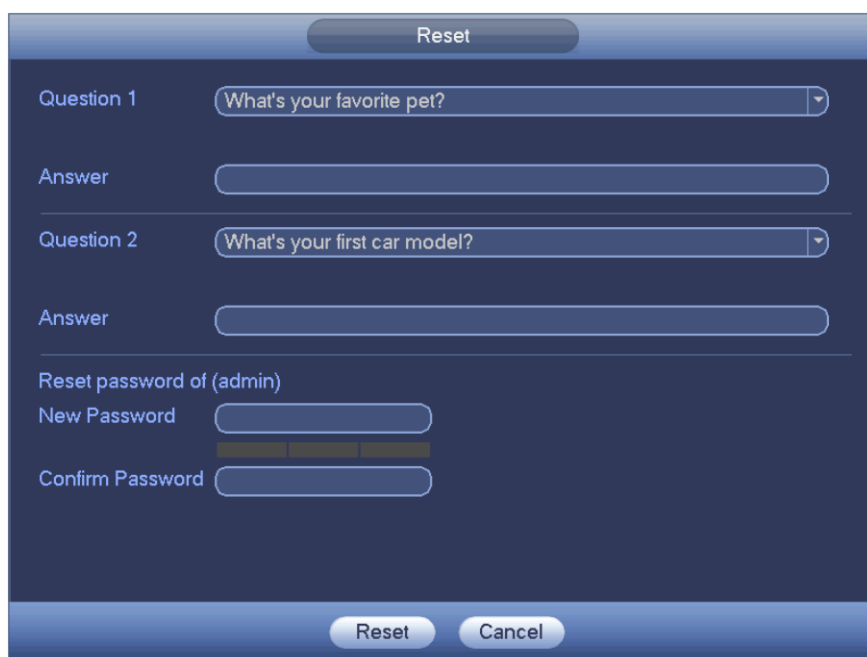 Reset
Question 1 What's your favorite pet?
Answer
Question 2 What's your first car model?
Answer
Reset password of (admin)
New Password
Confirm Password
Reset Cancel